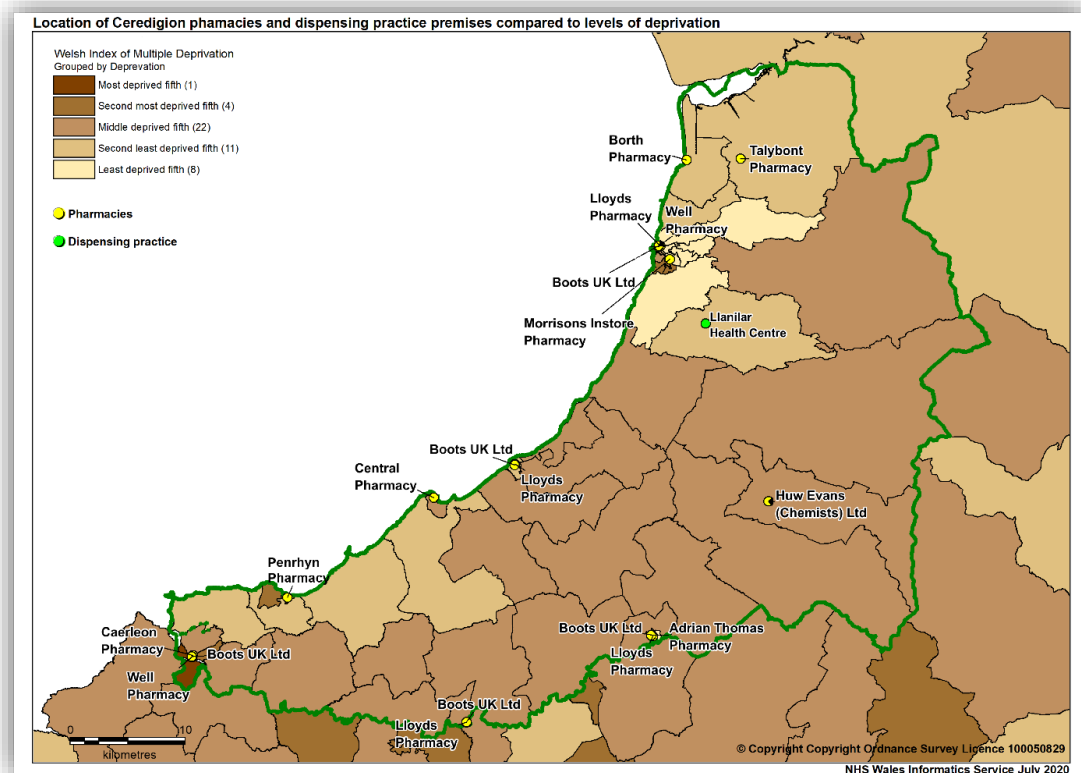 Location of Ceredigion phamacies and dispensing practice premises compared to levels of deprivation
Welsh Index of Multiple Deprivation
Grouped by Deprevation
Most deprived fifth (1)
Second most deprived fifth (4)
Middle deprived fifth (22)
Second least deprived fifth (11)
Least deprived fifth (8)
Pharmacies
Dispensing practice
Borth
Pharmacy
Talybont
Pharmacy
Lloyds
Pharmacy
Well
Pharmacy
Boots UK Ltd
Morrisons Instore
Pharmacy
Llanilar
Health Centre
Boots UK Ltd
Lloyds
Pharmacy
Central
Pharmacy
Huw Evans
(Chemists) Ltd
Penrhyn
Pharmacy
Caerleon
Pharmacy
Boots UK Ltd
Well
Pharmacy
Boots UK Ltd
Adrian Thomas
Pharmacy
Lloyds
Pharmacy
Boots UK Ltd
Lloyds
Pharmacy
0 10
kilometres
© Copyright Copyright Ordnance Survey Licence 100050829
NHS Wales Informatics Service July 2020